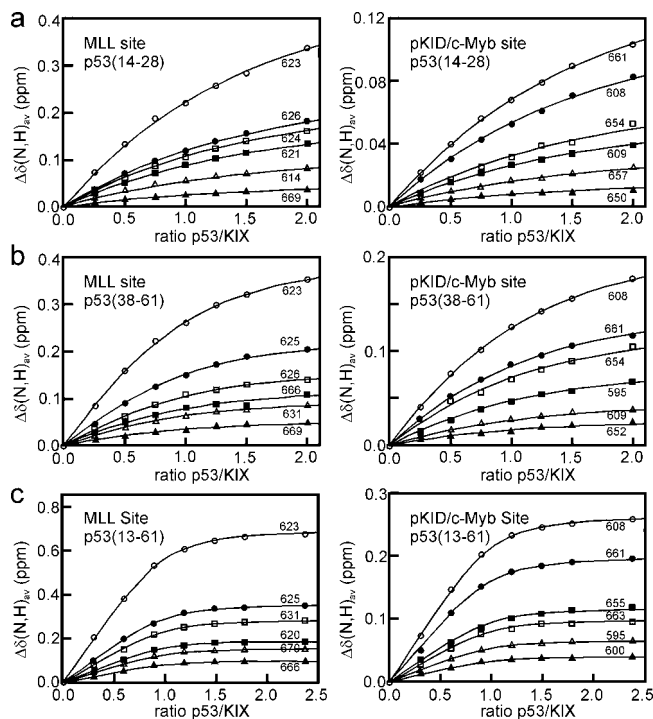 a
MLL site
p53(14-28)
Δδ(N,H)av (ppm)
0.4
0.3
0.2
0.1
0.0
623
626
624
621
614
669
0.0 0.5 1.0 1.5 2.0
ratio p53/KIX
pKID/c-Myb site
p53(14-28)
Δδ(N,H)av (ppm)
0.12
0.08
-0.04
0.0
661
608
654
609
657
650
0.0 0.5 1.0 1.5 2.0
ratio p53/KIX
b
MLL site
p53(38-61)
Δδ(N,H)av (ppm)
0.4
0.3
0.2
0.1
0.0
623
625
626
666
631
669
0.0 0.5 1.0 1.5 2.0
ratio p53/KIX
pKID/c-Myb site
p53(38-61)
Δδ(N,H)av (ppm)
0.2
0.1
0.0
608
661
654
595
609
652
0.0 0.5 1.0 1.5 2.0
ratio p53/KIX
c
MLL Site
p53(13-61)
Δδ(N,H)av (ppm)
0.8
0.6
0.4
0.2
0.0
623
625
631
620
670
666
0.0 0.5 1.0 1.5 2.0 2.5
ratio p53/KIX
pKID/c-Myb Site
p53(13-61)
Δδ(N,H)av (ppm)
0.3
0.2
0.1
0.0
608
661
655
663
595
600
0.0 0.5 1.0 1.5 2.0 2.5
ratio p53/KIX